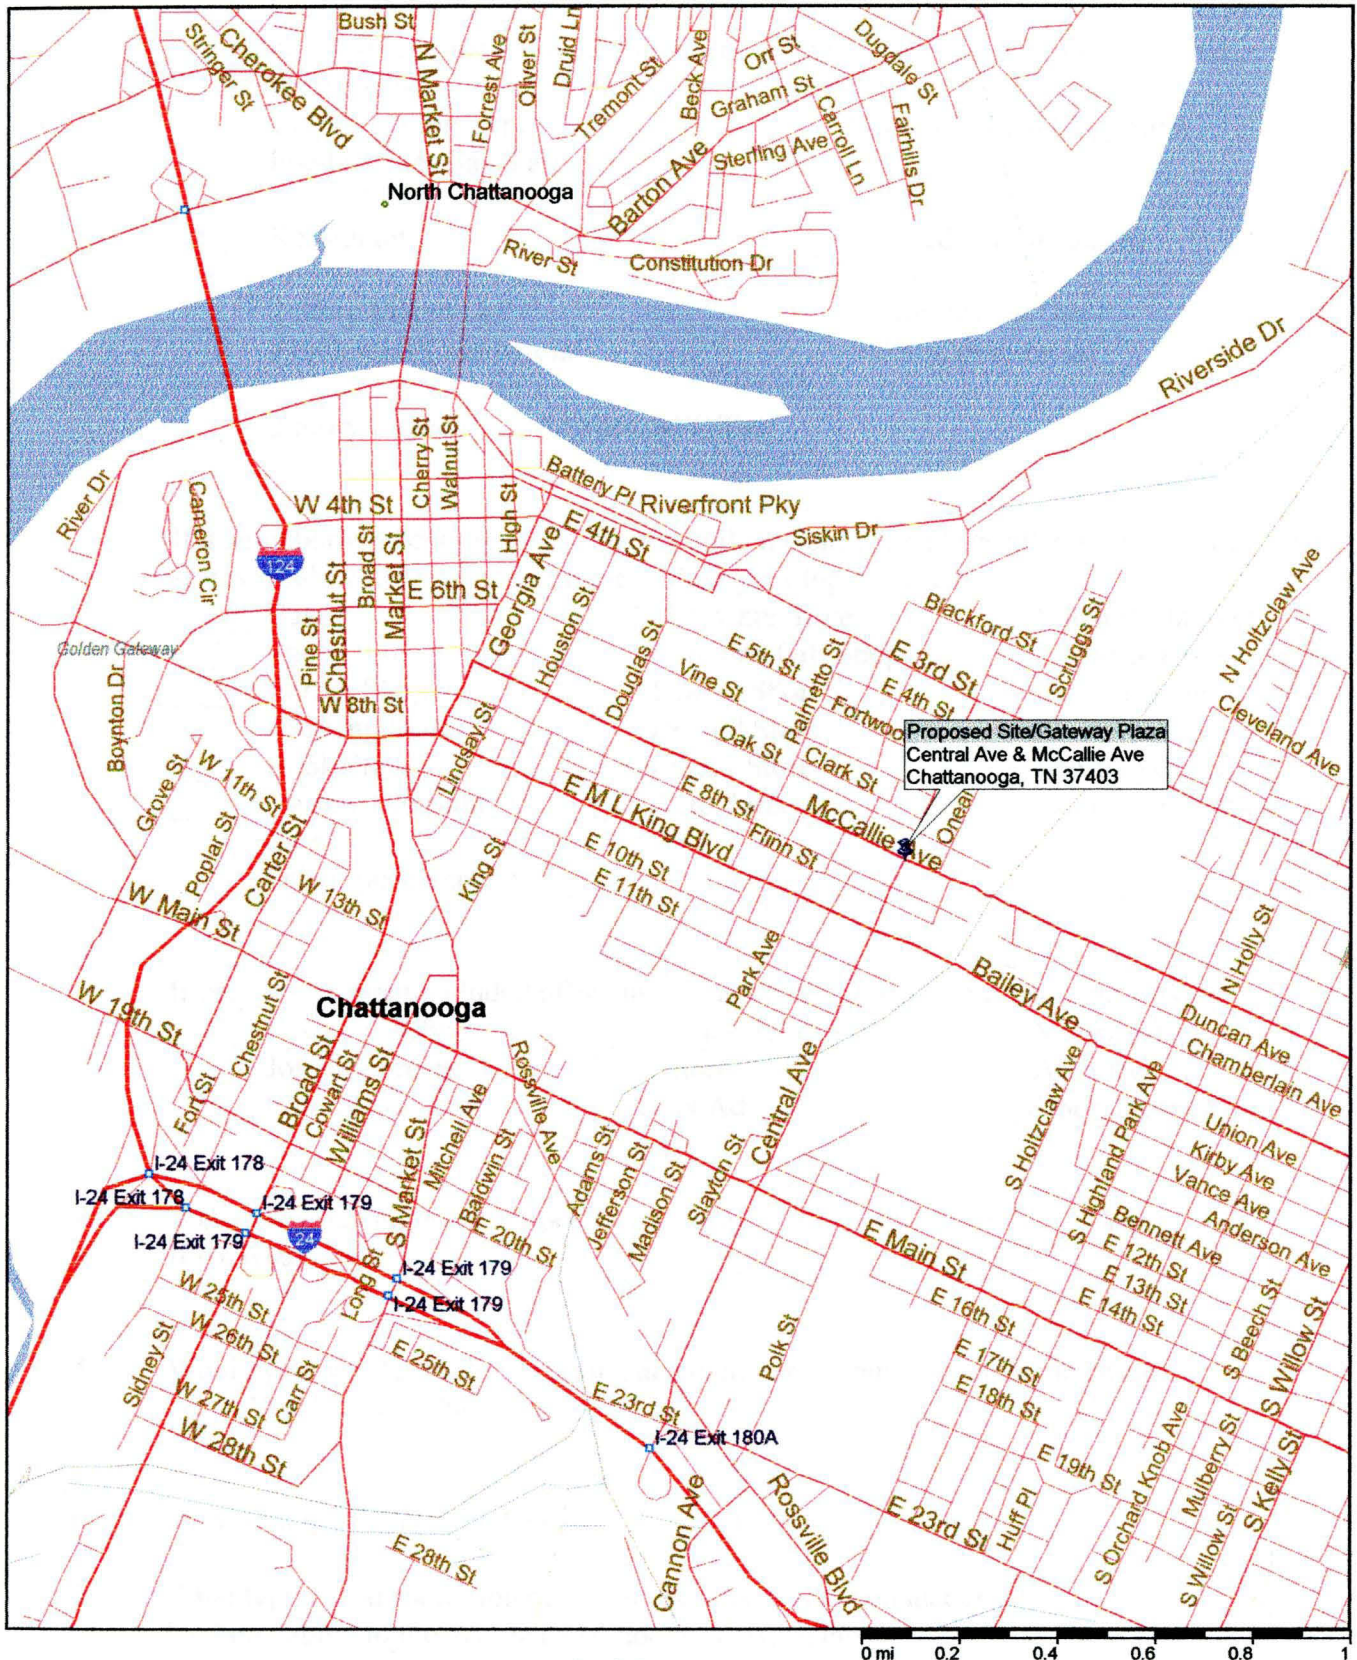 Bush St
Stringer St
Cherokee Blvd
N Market St
Forrest Ave
Oliver St
Druid Ln
Tremont St
Beck Ave
Orr St
Dugdale St
Graham St
Carroll Ln
Fairhills Dr
Sterling Ave
Barton Ave
North Chattanooga
River St
Constitution Dr
Riverside Dr
River Dr
Cameron Cir
W 4th St
124
Cherry St
Walnut St
High St
Battery Pl
Riverfront Pky
E 4th St
Siskin Dr
Broad St
Market St
Chestnut St
E 6th St
Georgia Ave
Houston St
Douglas St
Blackford St
Scruggs St
N Holtzclaw Ave
Golden Gateway
Boynton Dr
Pine St
W 8th St
E 5th St
Vine St
Palmetto St
E 3rd St
E 4th St
Fortwoo
Cleveland Ave
Lindsay St
Oak St
Clark St
Proposed Site/Gateway Plaza
Central Ave & McCallie Ave
Chattanooga, TN 37403
Grove St
W 11th St
Poplar St
Carter St
E M L King Blvd
E 8th St
Flinn St
McCallie Ave
Onear
W 13th St
King St
E 10th St
E 11th St
W Main St
Park Ave
Bailey Ave
N Holly St
W 19th St
Chestnut St
Chattanooga
Duncan Ave
Chamberlain Ave
Fort St
Broad St
Cowart St
Williams St
S Market St
Mitchell Ave
Rossville Ave
Baldwin St
Adams St
Jefferson St
Madison St
Slayton St
Central Ave
S Holtzclaw Ave
S Highland Park Ave
Union Ave
Kirby Ave
Vance Ave
Anderson Ave
Bennett Ave
E 12th St
E 13th St
E 14th St
I-24 Exit 178
I-24 Exit 178
I-24 Exit 179
I-24 Exit 179
24
E 20th St
I-24 Exit 179
I-24 Exit 179
Long St
E Main St
E 16th St
E 17th St
E 18th St
E 19th St
S Beech St
S Willow St
W 25th St
W 26th St
W 27th St
W 28th St
Sidney St
Carr St
E 25th St
E 23rd St
Polk St
I-24 Exit 180A
Cannon Ave
Rossville Blvd
E 23rd St
Huff Pl
S Orchard Knob Ave
Mulberry St
S Willow St
S Kelly St
E 28th St
0 mi 0.2 0.4 0.6 0.8 1